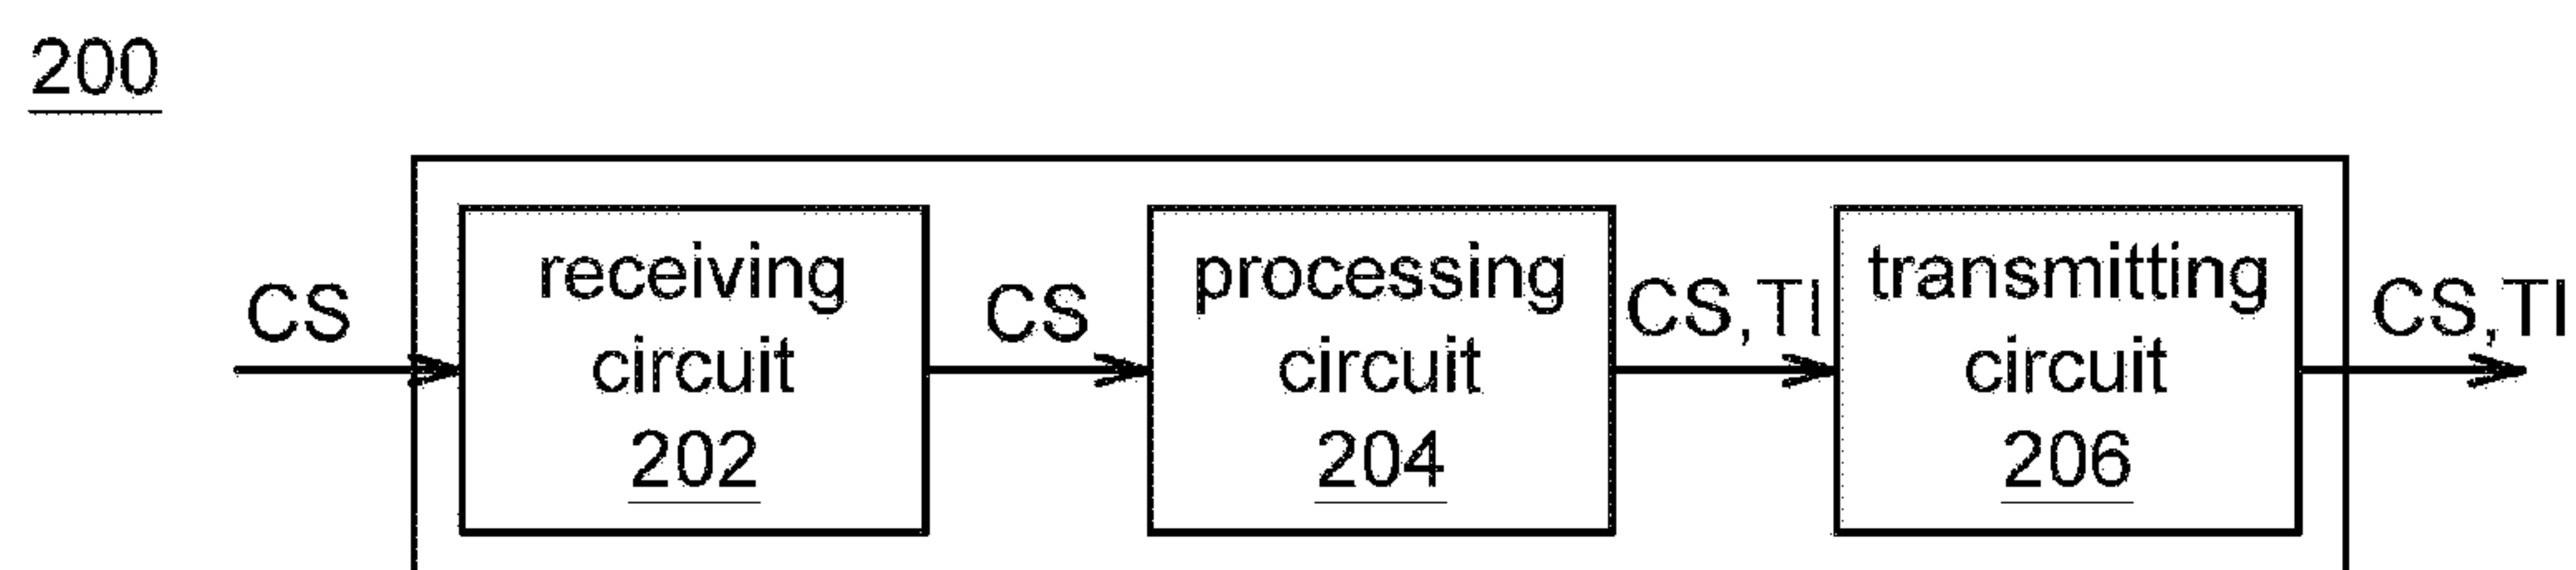 200
CS
receiving
circuit
202
CS
processing
circuit
204
CS,TI
transmitting
circuit
206
CS,TI